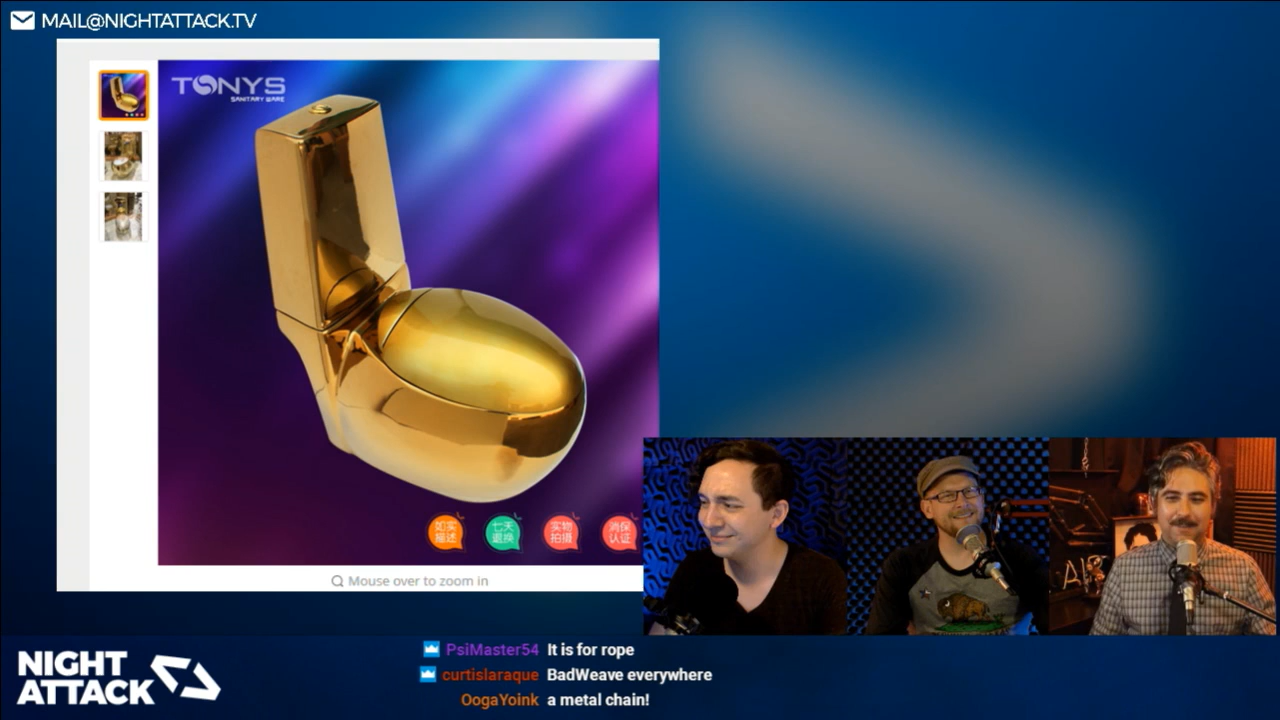 MAIL@NIGHTATTACK.TV
TONYS
SANITARY WARE
如实
描述
七天
退换
实物
拍摄
消保
认证
Mouse over to zoom in
NIGHT
ATTACK
PsiMaster54 It is for rope
curtislaraque BadWeave everywhere
OogaYoink a metal chain!